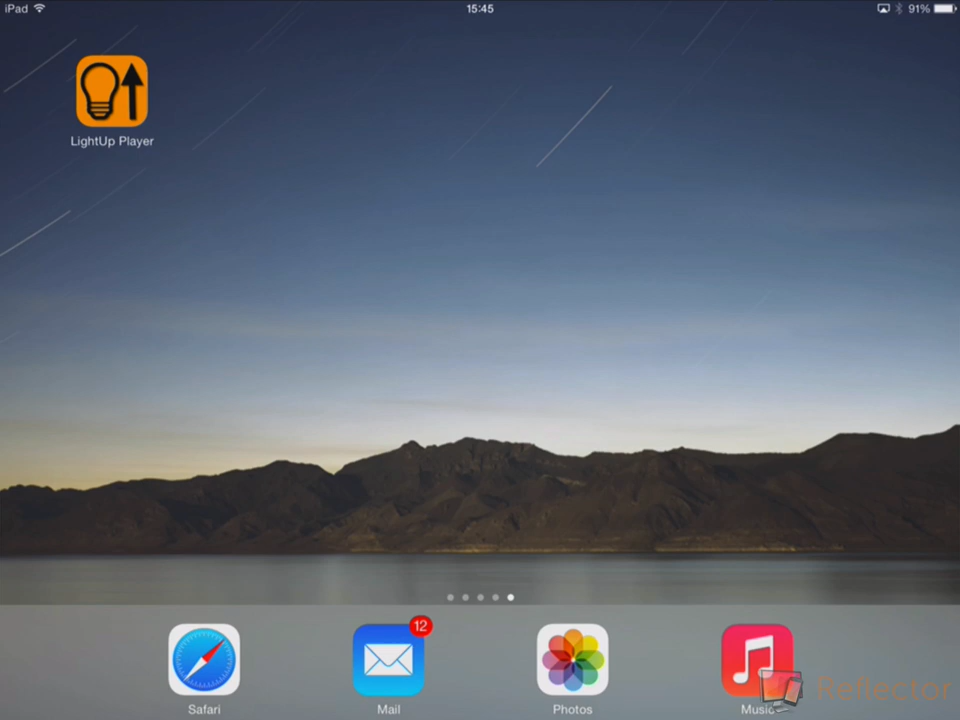 iPad 15:45 91%
LightUp Player
12
Safari Mail Photos Music
Reflector